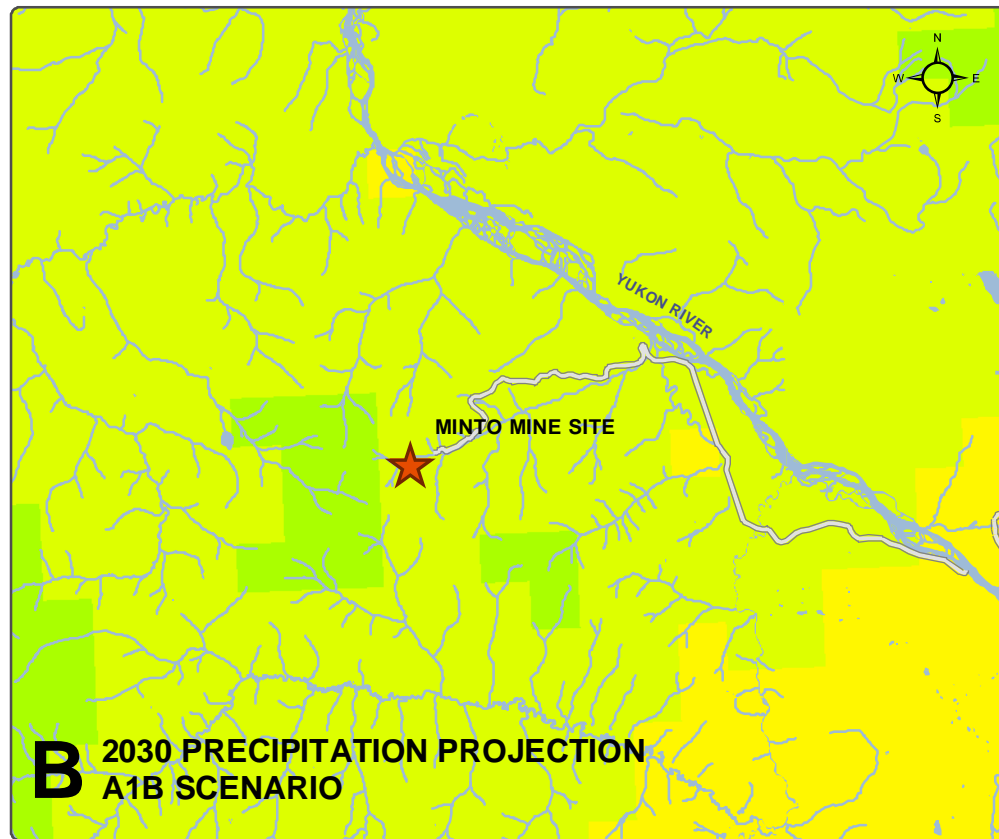 N
W E
S
YUKON RIVER
MINTO MINE SITE
B 2030 PRECIPITATION PROJECTION
A1B SCENARIO